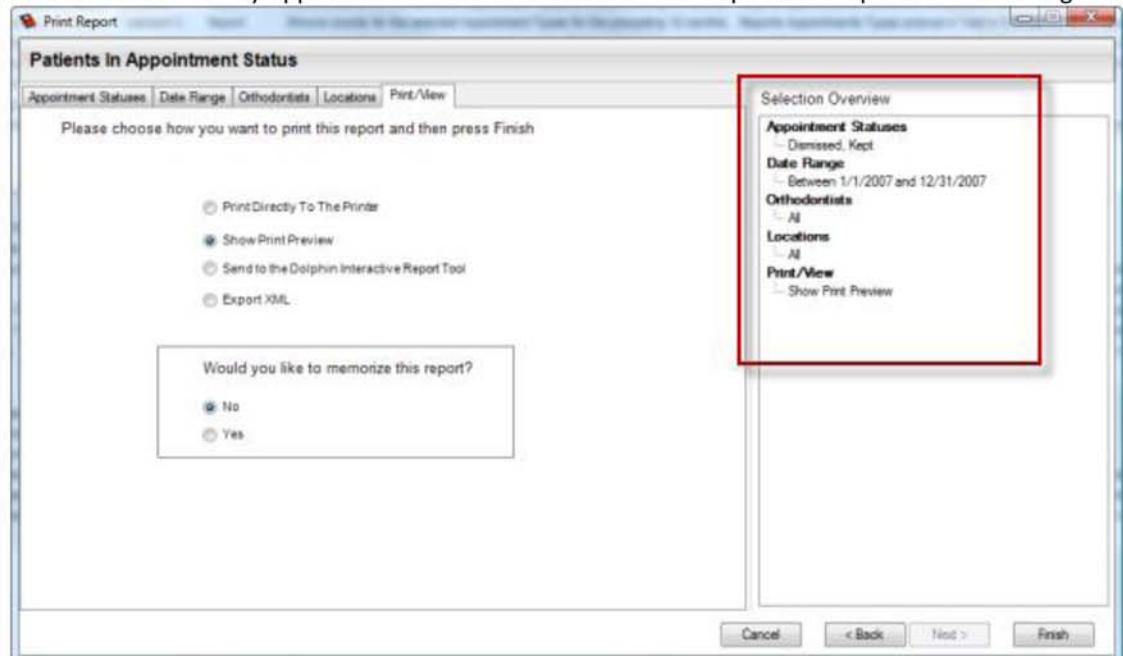 Print Report
Patients In Appointment Status
Appointment Statuses Date Range Orthodontists Locations Print/View
Please choose how you want to print this report and then press Finish
Print Directly To The Printer
Show Print Preview
Send to the Dolphin Interactive Report Tool
Export XML
Would you like to memorize this report?
No
Yes
Selection Overview
Appointment Statuses
Dismissed, Kept
Date Range
Between 1/1/2007 and 12/31/2007
Orthodontists
All
Locations
All
Print/View
Show Print Preview
Cancel < Back Next > Finish